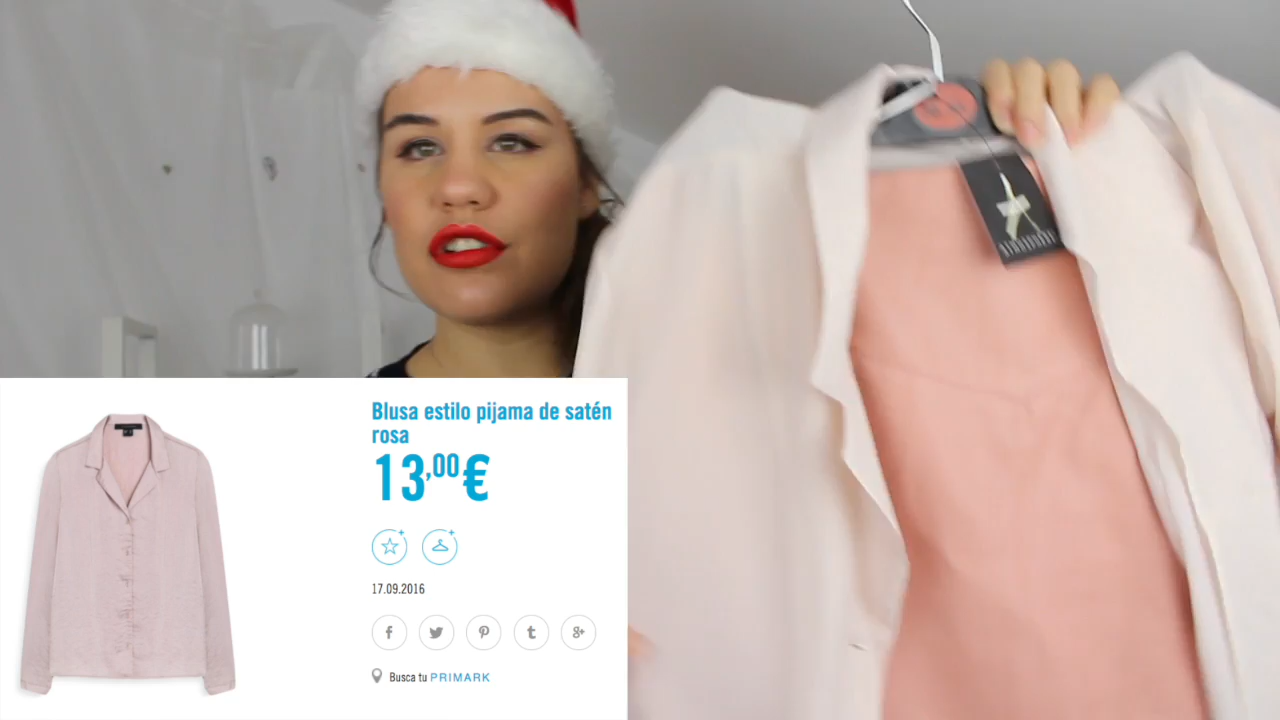 Blusa estilo pijama de satén
rosa
13,00€
17.09.2016
Busca tu PRIMARK